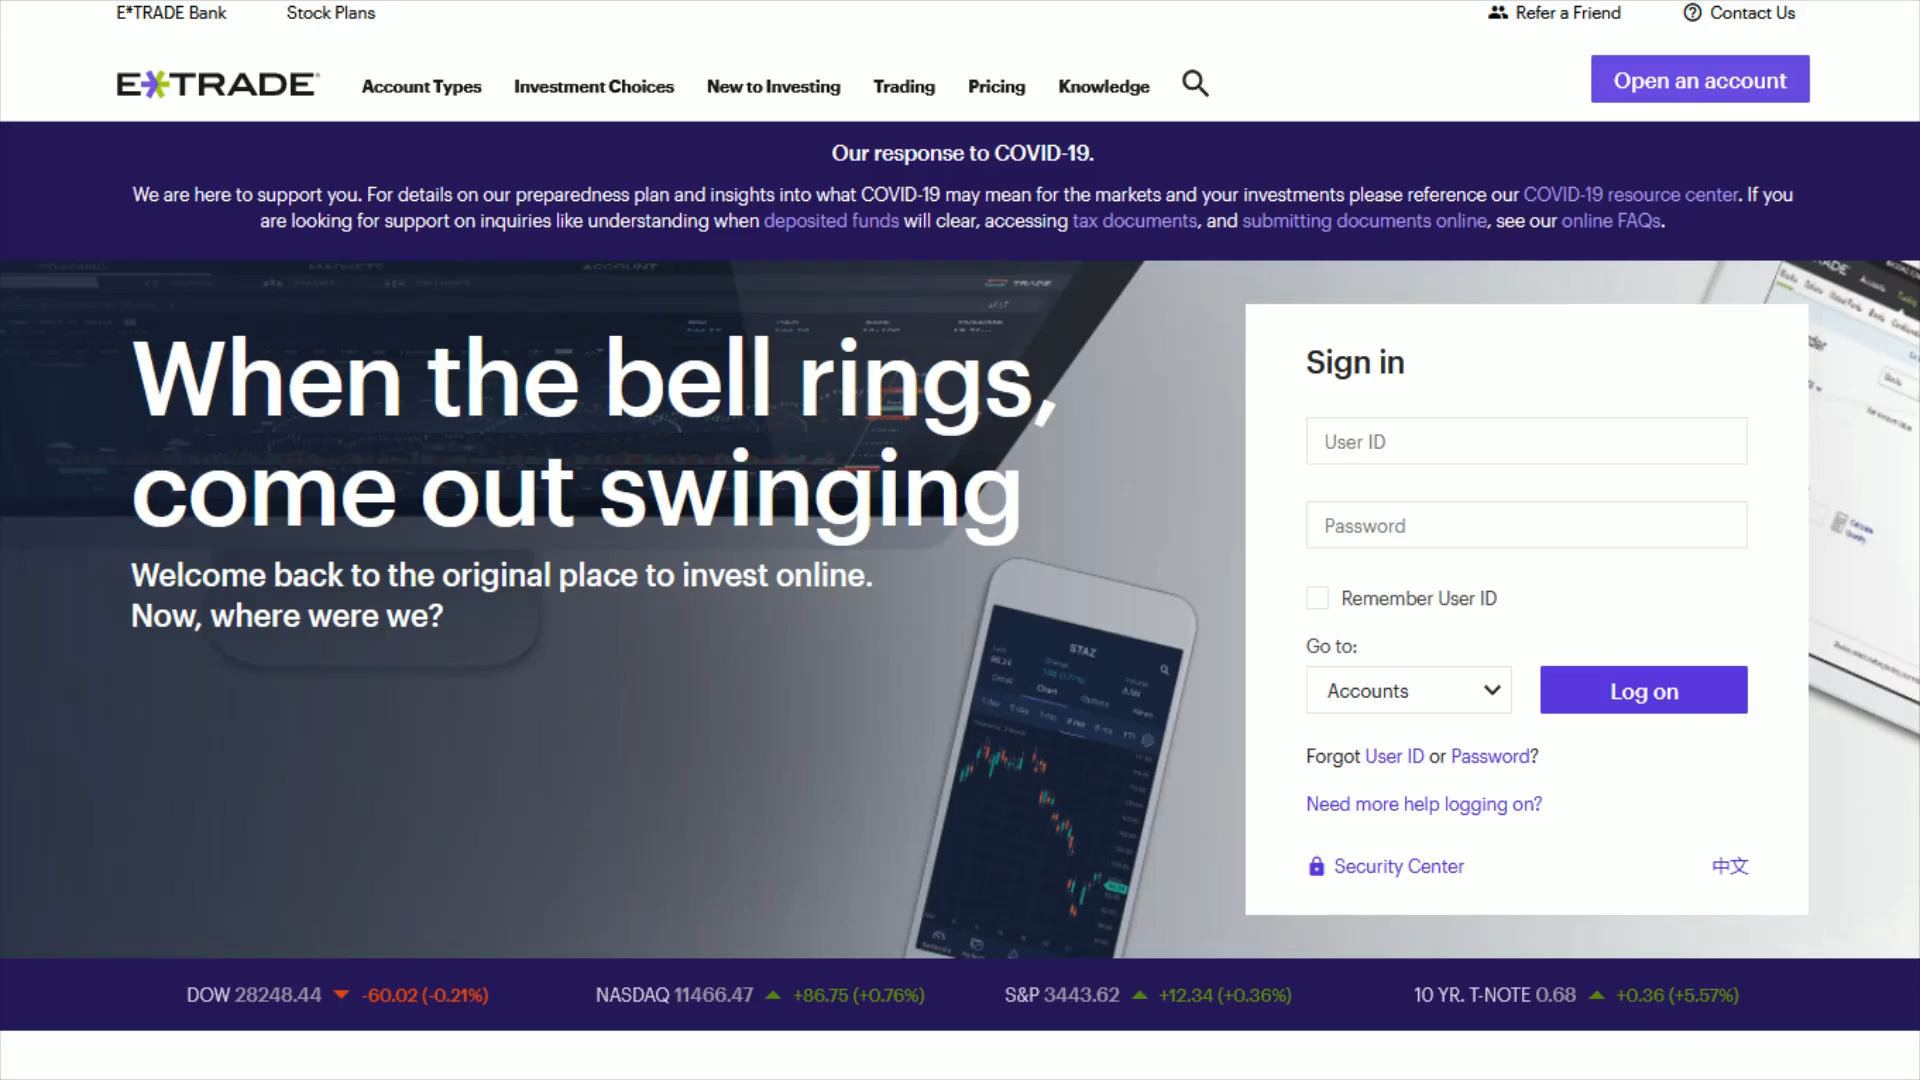 E*TRADE Bank
Stock Plans
Refer a Friend
Contact Us
E*TRADE
Account Types
Investment Choices
New to Investing
Trading
Pricing
Knowledge
Open an account
Our response to COVID-19.
We are here to support you. For details on our preparedness plan and insights into what COVID-19 may mean for the markets and your investments please reference our COVID-19 resource center. If you
are looking for support on inquiries like understanding when deposited funds will clear, accessing tax documents, and submitting documents online, see our online FAQs.
When the bell rings,
come out swinging
Welcome back to the original place to invest online.
Now, where were we?
STAZ
Chart
Sign in
User ID
Password
Remember User ID
Go to:
Accounts
Log on
Forgot User ID or Password?
Need more help logging on?
Security Center
中文
DOW 28248.44 -60.02 (-0.21%)
NASDAQ 11466.47 +86.75 (+0.76%)
S&P 3443.62 +12.34 (+0.36%)
10 YR. T-NOTE 0.68 +0.36 (+5.57%)